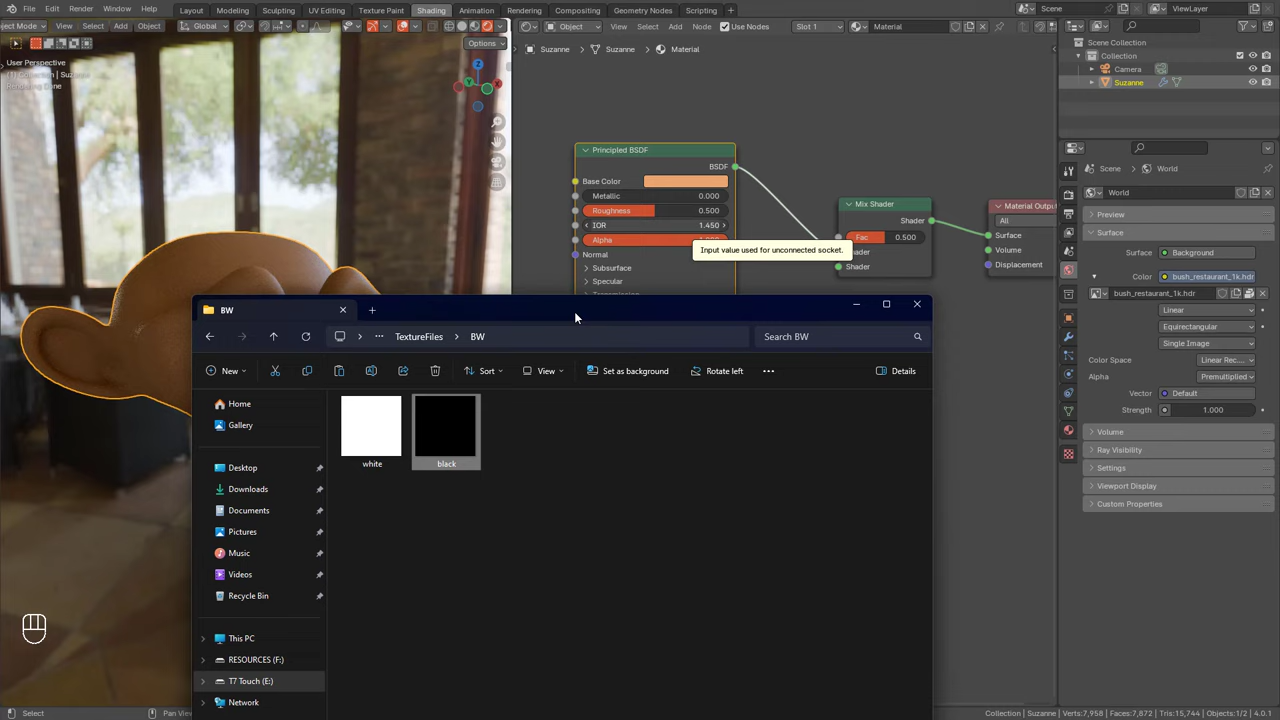 File Edit Render Window Help Layout Modeling Sculpting UV Editing Texture Paint Shading Animation Rendering Compositing Geometry Nodes Scripting + Scene ViewLayer
ject Mode View Select Add Object Global Object View Select Add Node Use Nodes Slot 1 Material
Options
Suzanne Suzanne Material
User Perspective
(1) Collection | Suzanne
Rendering Done
Principled BSDF
BSDF
Base Color
Metallic 0.000
Roughness 0.500
IOR 1.450
Alpha
Normal
Subsurface
Specular
Input value used for unconnected socket.
Mix Shader
Shader
Fac 0.500
Shader
Material Outpu
All
Surface
Volume
Displacement
Scene Collection
Collection
Camera
Suzanne
Scene World
World
Preview
Surface
Surface Background
Color bush_restaurant_1k.hdr
bush_restaurant_1k.hdr
Linear
Equirectangular
Single Image
Color Space Linear Rec...
Alpha Premultiplied
Vector Default
Strength 1.000
Volume
Ray Visibility
Settings
Viewport Display
Custom Properties
BW
TextureFiles BW Search BW
New Sort View Set as background Rotate left Details
Home
Gallery
Desktop
Downloads
Documents
Pictures
Music
Videos
Recycle Bin
This PC
RESOURCES (F:)
T7 Touch (E:)
Network
white black
Select Pan View Collection | Suzanne Verts:7,958 | Faces:7,872 | Tris:15,744 | Objects:1/2 | 4.0.1